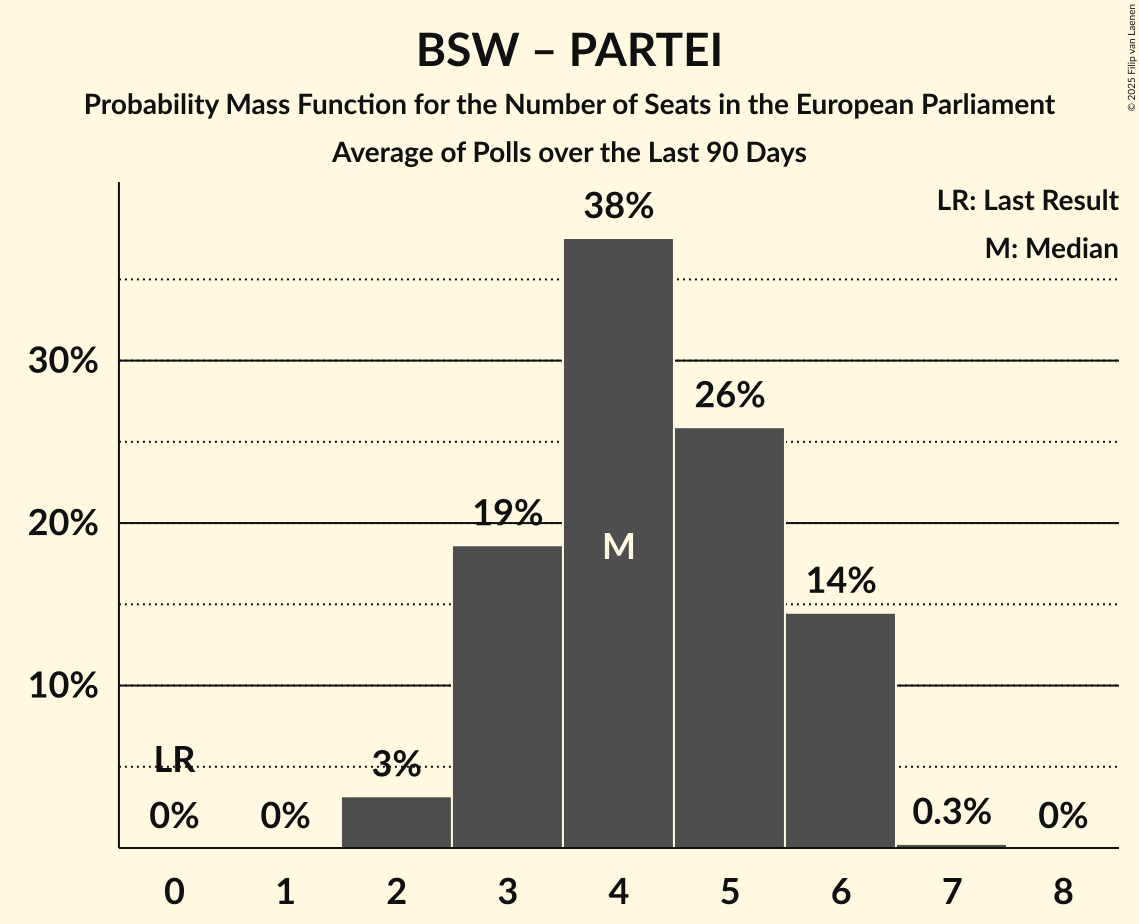 BSW – PARTEI
Probability Mass Function for the Number of Seats in the European Parliament
Average of Polls over the Last 90 Days
© 2025 Filip van Laenen
LR: Last Result
M: Median
38%
30%
26%
19%
20%
M
14%
10%
LR
3%
0%
0%
0.3%
0%
0 1 2 3 4 5 6 7 8